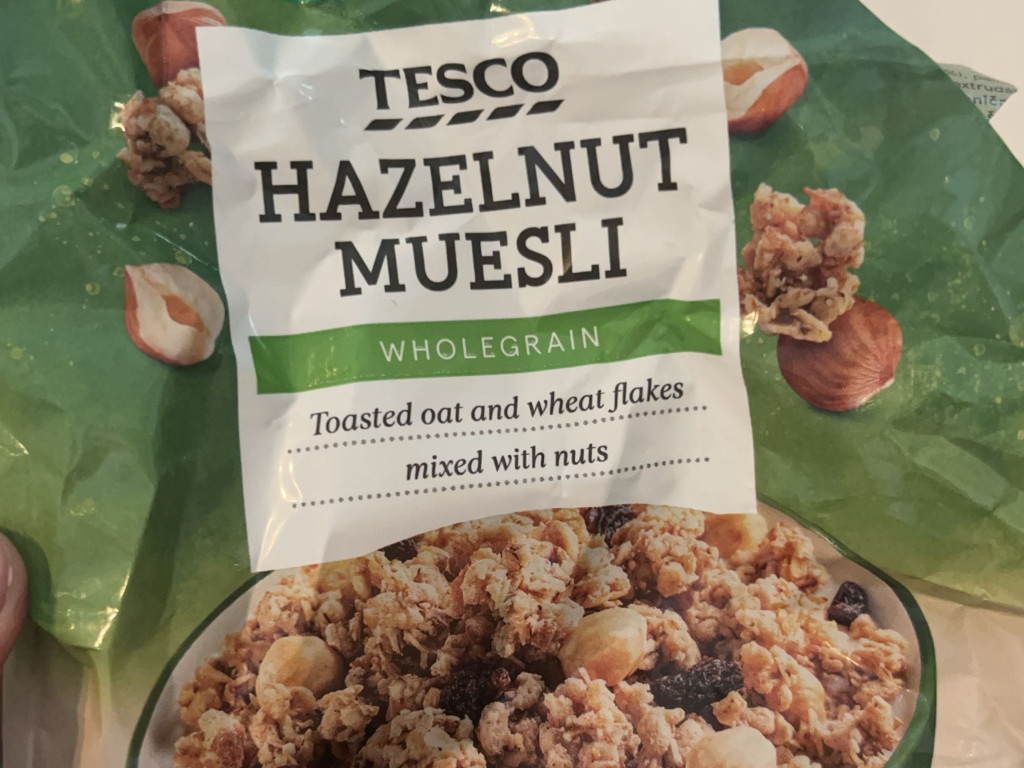 TESCO
HAZELNUT
MUESLI
WHOLEGRAIN
Toasted oat and wheat flakes
mixed with nuts